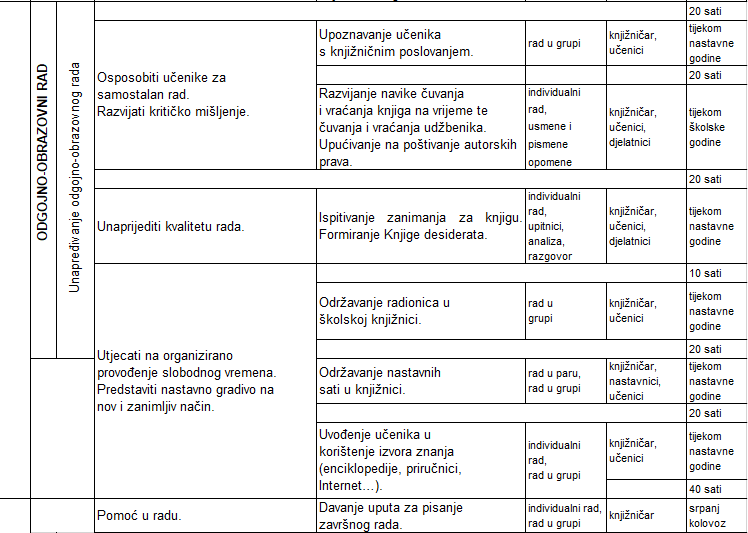 20 sati
ODGOJNO-OBRAZOVNI RAD
Unapređivanje odgojno-obrazovnog rada
Osposobiti učenike za
samostalan rad.
Razvijati kritičko mišljenje.
Upoznavanje učenika
s knjižničnim poslovanjem.
rad u grupi
knjižničar,
učenici
tijekom
nastavne
godine
20 sati
Razvijanje navike čuvanja
i vraćanja knjiga na vrijeme te
čuvanja i vraćanja udžbenika.
Upućivanje na poštivanje autorskih
prava.
individualni
rad,
usmene i
pismene
opomene
knjižničar,
učenici,
djelatnici
tijekom
školske
godine
20 sati
Unaprijediti kvalitetu rada.
Ispitivanje zanimanja za knjigu.
Formiranje Knjige desiderata.
individualni
rad,
upitnici,
analiza,
razgovor
knjižničar,
učenici,
djelatnici
tijekom
nastavne
godine
10 sati
Utjecati na organizirano
provođenje slobodnog vremena.
Predstaviti nastavno gradivo na
nov i zanimljiv način.
Održavanje radionica u
školskoj knjižnici.
rad u
grupi
knjižničar,
učenici
tijekom
nastavne
godine
20 sati
Održavanje nastavnih
sati u knjižnici.
rad u paru,
rad u grupi
knjižničar,
nastavnici,
učenici
tijekom
nastavne
godine
20 sati
Uvođenje učenika u
korištenje izvora znanja
(enciklopedije, priručnici,
Internet…).
individualni
rad,
rad u grupi
knjižničar,
učenici
tijekom
nastavne
godine
40 sati
Pomoć u radu.
Davanje uputa za pisanje
završnog rada.
individualni rad,
rad u grupi
knjižničar
srpanj
kolovoz